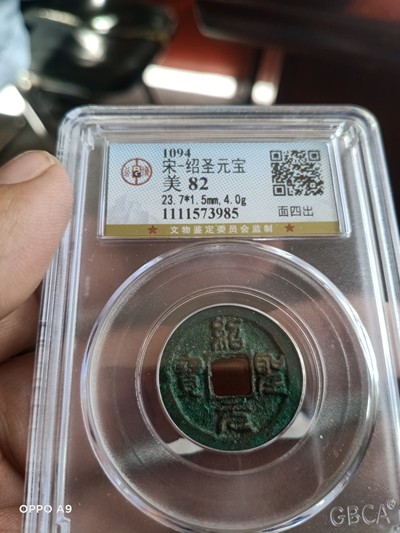 1094
宋-绍圣元宝
美 82
23.7*1.5mm, 4.0g
1111573985
面四出
★ 文物鉴定委员会监制 ★
紹
寶 聖
元
GBCA
OPPO A9